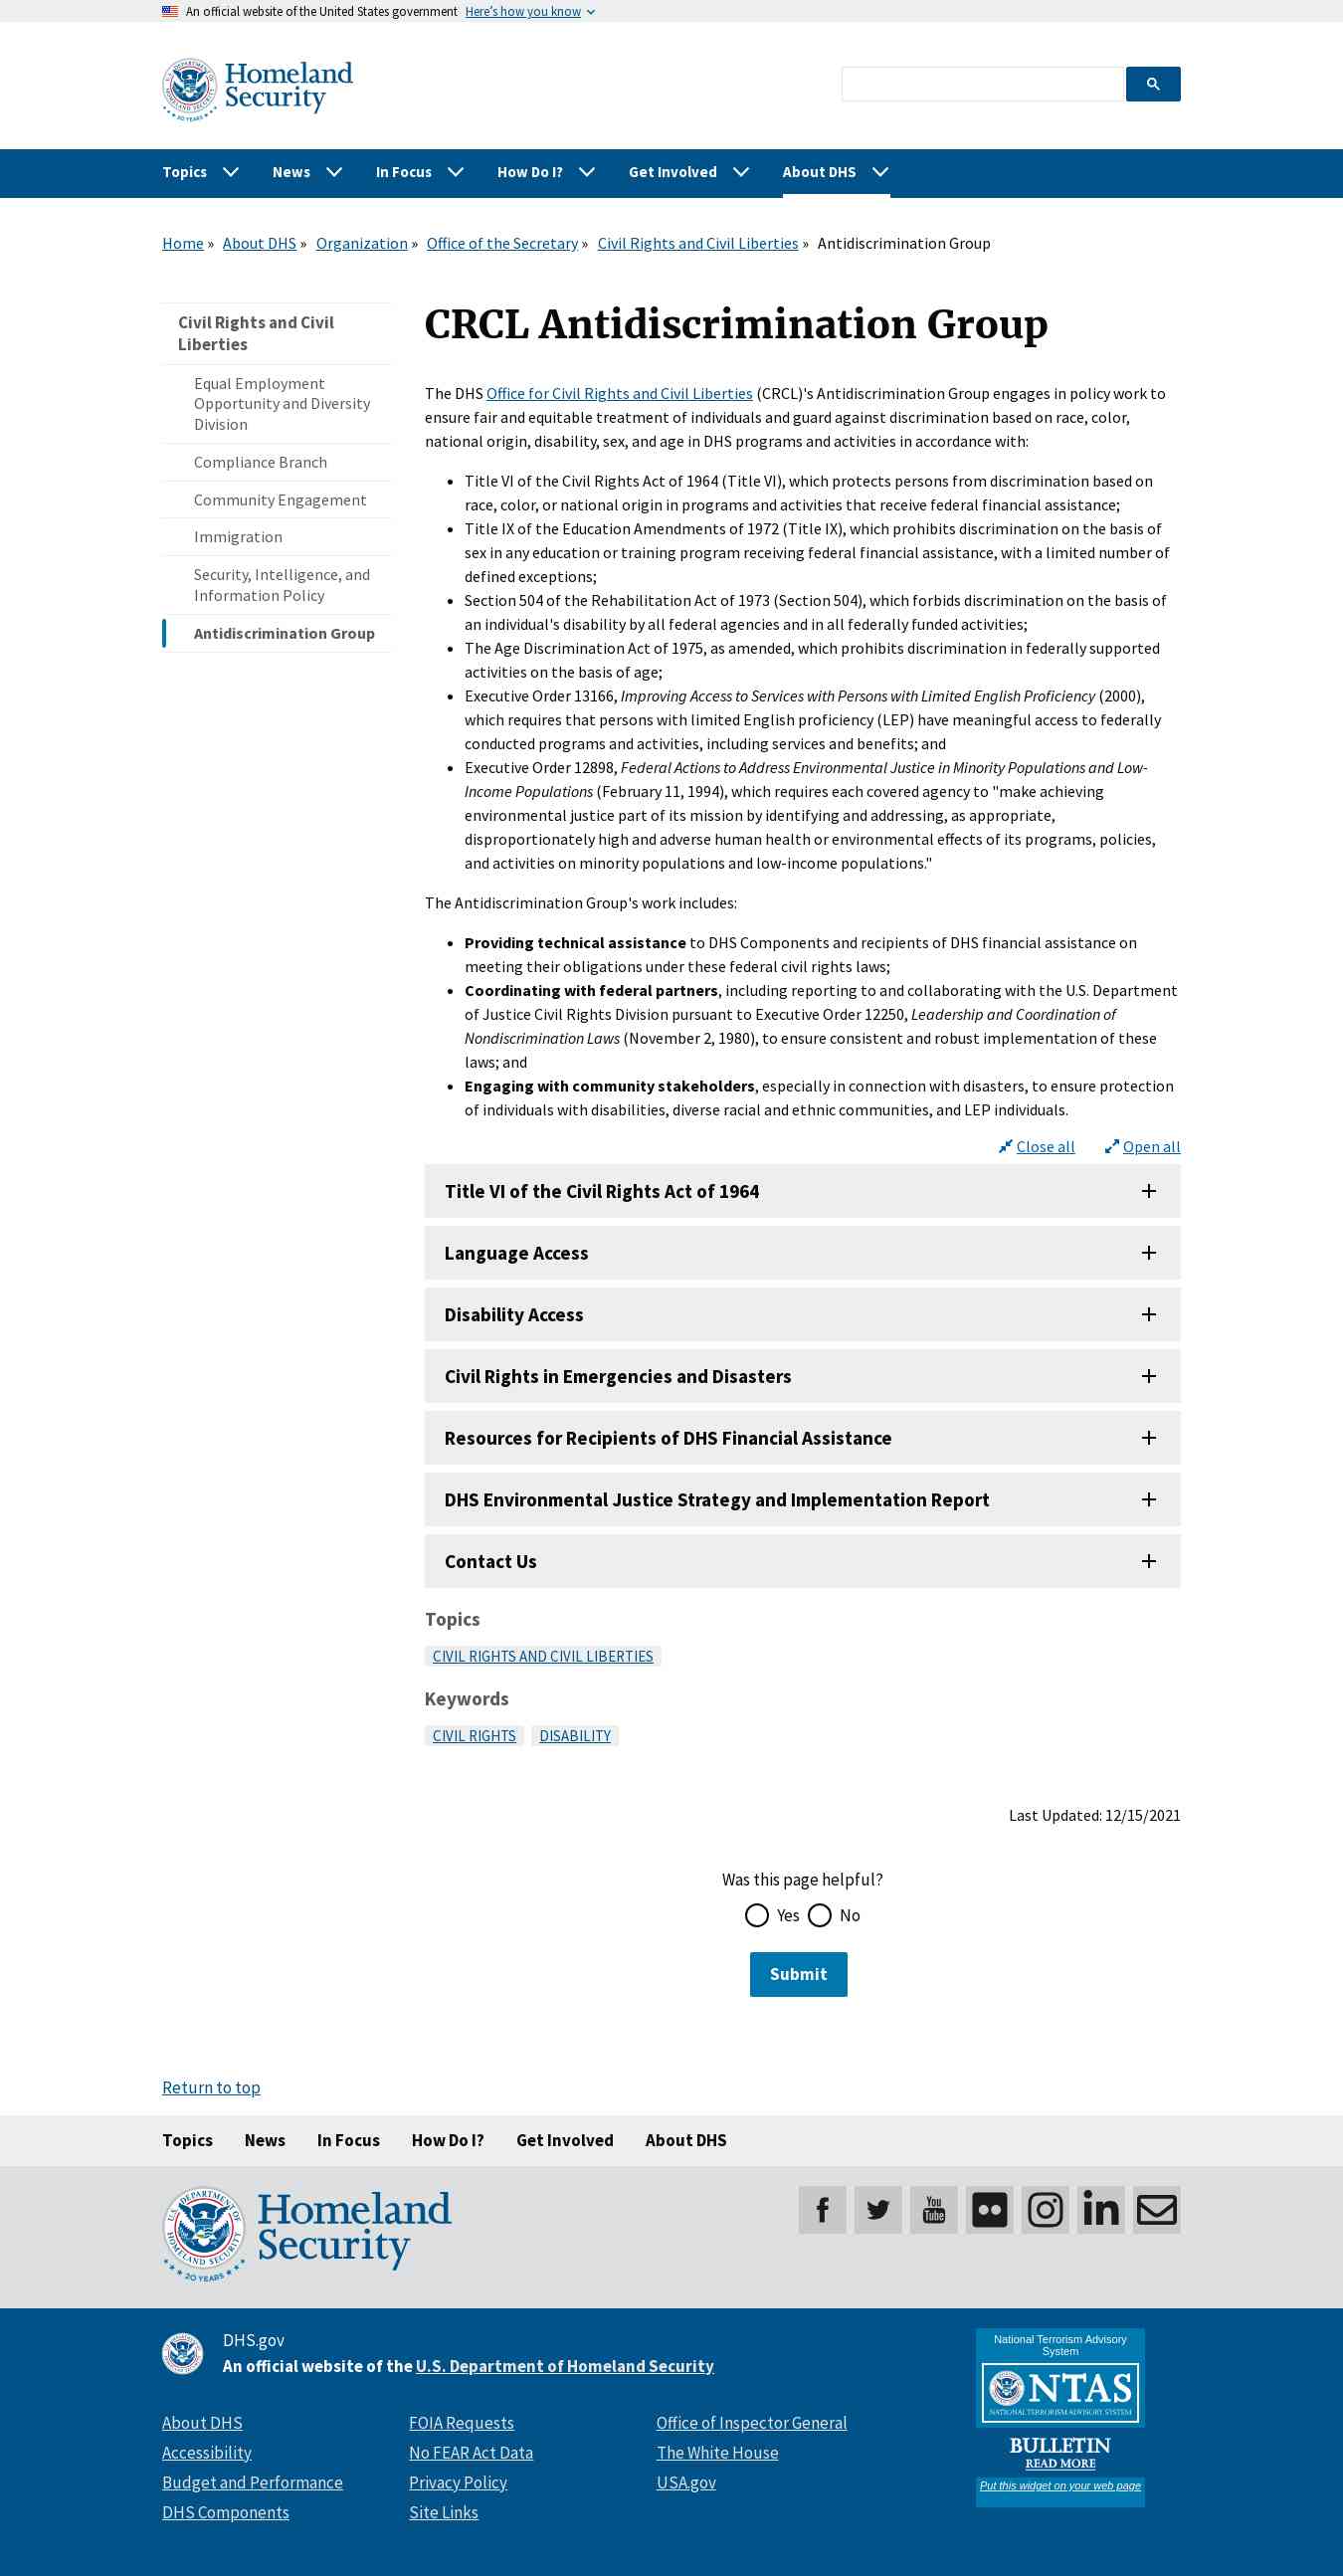 An official website of the United States government Here's how you know
Homeland
Security
Topics News In Focus How Do I? Get Involved About DHS
Home » About DHS » Organization » Office of the Secretary » Civil Rights and Civil Liberties » Antidiscrimination Group
Civil Rights and Civil
Liberties
Equal Employment
Opportunity and Diversity
Division
Compliance Branch
Community Engagement
Immigration
Security, Intelligence, and
Information Policy
Antidiscrimination Group
CRCL Antidiscrimination Group
The DHS Office for Civil Rights and Civil Liberties (CRCL)'s Antidiscrimination Group engages in policy work to
ensure fair and equitable treatment of individuals and guard against discrimination based on race, color,
national origin, disability, sex, and age in DHS programs and activities in accordance with:
• Title VI of the Civil Rights Act of 1964 (Title VI), which protects persons from discrimination based on
race, color, or national origin in programs and activities that receive federal financial assistance;
• Title IX of the Education Amendments of 1972 (Title IX), which prohibits discrimination on the basis of
sex in any education or training program receiving federal financial assistance, with a limited number of
defined exceptions;
• Section 504 of the Rehabilitation Act of 1973 (Section 504), which forbids discrimination on the basis of
an individual's disability by all federal agencies and in all federally funded activities;
• The Age Discrimination Act of 1975, as amended, which prohibits discrimination in federally supported
activities on the basis of age;
• Executive Order 13166, Improving Access to Services with Persons with Limited English Proficiency (2000),
which requires that persons with limited English proficiency (LEP) have meaningful access to federally
conducted programs and activities, including services and benefits; and
• Executive Order 12898, Federal Actions to Address Environmental Justice in Minority Populations and Low-
Income Populations (February 11, 1994), which requires each covered agency to "make achieving
environmental justice part of its mission by identifying and addressing, as appropriate,
disproportionately high and adverse human health or environmental effects of its programs, policies,
and activities on minority populations and low-income populations."
The Antidiscrimination Group's work includes:
• Providing technical assistance to DHS Components and recipients of DHS financial assistance on
meeting their obligations under these federal civil rights laws;
• Coordinating with federal partners, including reporting to and collaborating with the U.S. Department
of Justice Civil Rights Division pursuant to Executive Order 12250, Leadership and Coordination of
Nondiscrimination Laws (November 2, 1980), to ensure consistent and robust implementation of these
laws; and
• Engaging with community stakeholders, especially in connection with disasters, to ensure protection
of individuals with disabilities, diverse racial and ethnic communities, and LEP individuals.
Close all Open all
Title VI of the Civil Rights Act of 1964
Language Access
Disability Access
Civil Rights in Emergencies and Disasters
Resources for Recipients of DHS Financial Assistance
DHS Environmental Justice Strategy and Implementation Report
Contact Us
Topics
CIVIL RIGHTS AND CIVIL LIBERTIES
Keywords
CIVIL RIGHTS DISABILITY
Last Updated: 12/15/2021
Was this page helpful?
Yes No
Submit
Return to top
Topics News In Focus How Do I? Get Involved About DHS
U.S. DEPARTMENT OF
HOMELAND SECURITY
20 YEARS
Homeland
Security
You
Tube
DHS.gov
An official website of the U.S. Department of Homeland Security
About DHS
Accessibility
Budget and Performance
DHS Components
FOIA Requests
No FEAR Act Data
Privacy Policy
Site Links
Office of Inspector General
The White House
USA.gov
National Terrorism Advisory
System
NTAS
NATIONAL TERRORISM ADVISORY SYSTEM
BULLETIN
READ MORE
Put this widget on your web page